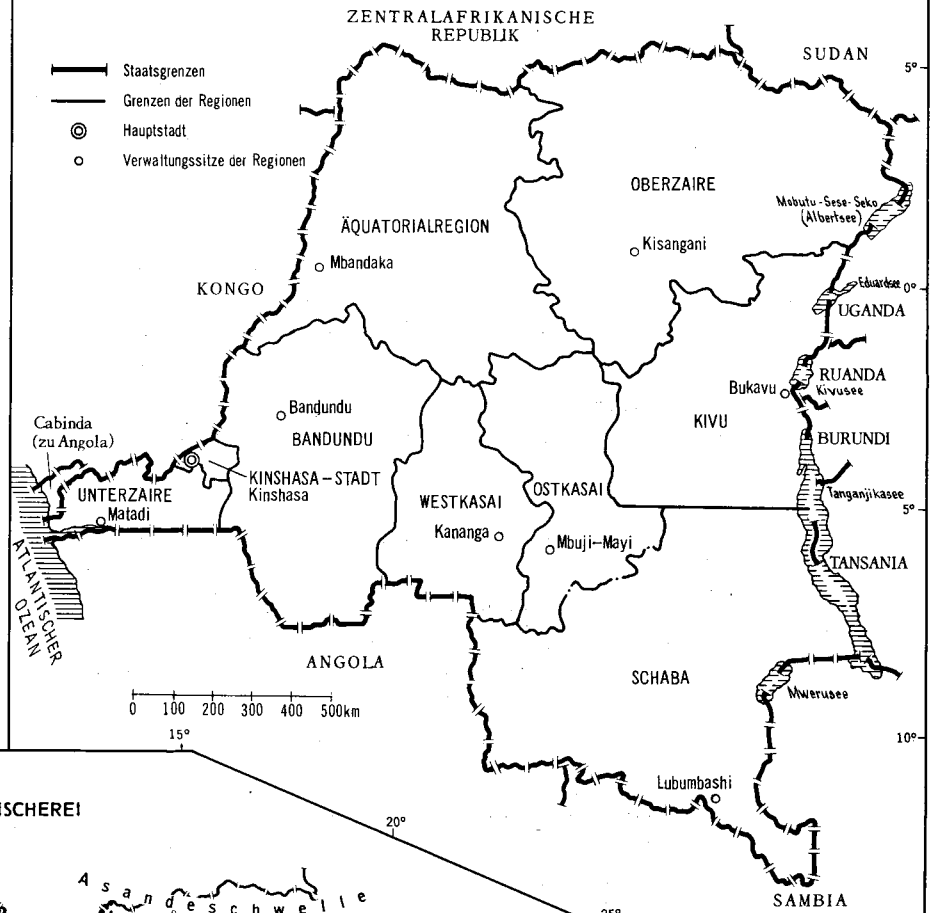 ZENTRALAFRIKANISCHE
REPUBLIK
SUDAN
5°
Staatsgrenzen
Grenzen der Regionen
Hauptstadt
Verwaltungssitze der Regionen
OBERZAIRE
Mobutu-Sese-Seko
(Albertsee)
ÄQUATORIALREGION
Kisangani
Mbandaka
KONGO
Eduardsee
0°
UGANDA
RUANDA
Kivusee
Bukavu
Bandundu
BANDUNDU
KIVU
Cabinda
(zu Angola)
BURUNDI
KINSHASA-STADT
Kinshasa
UNTERZAIRE
Matadi
WESTKASAI
OSTKASAI
Tanganjikasee
5°
Kananga
Mbuji-Mayi
TANSANIA
ATLANTISCHER
OZEAN
ANGOLA
SCHABA
Mwerusee
0 100 200 300 400 500km
15°
10°
Lubumbashi
ISCHEREI
20°
Asandeschwelle
SAMBIA
25°